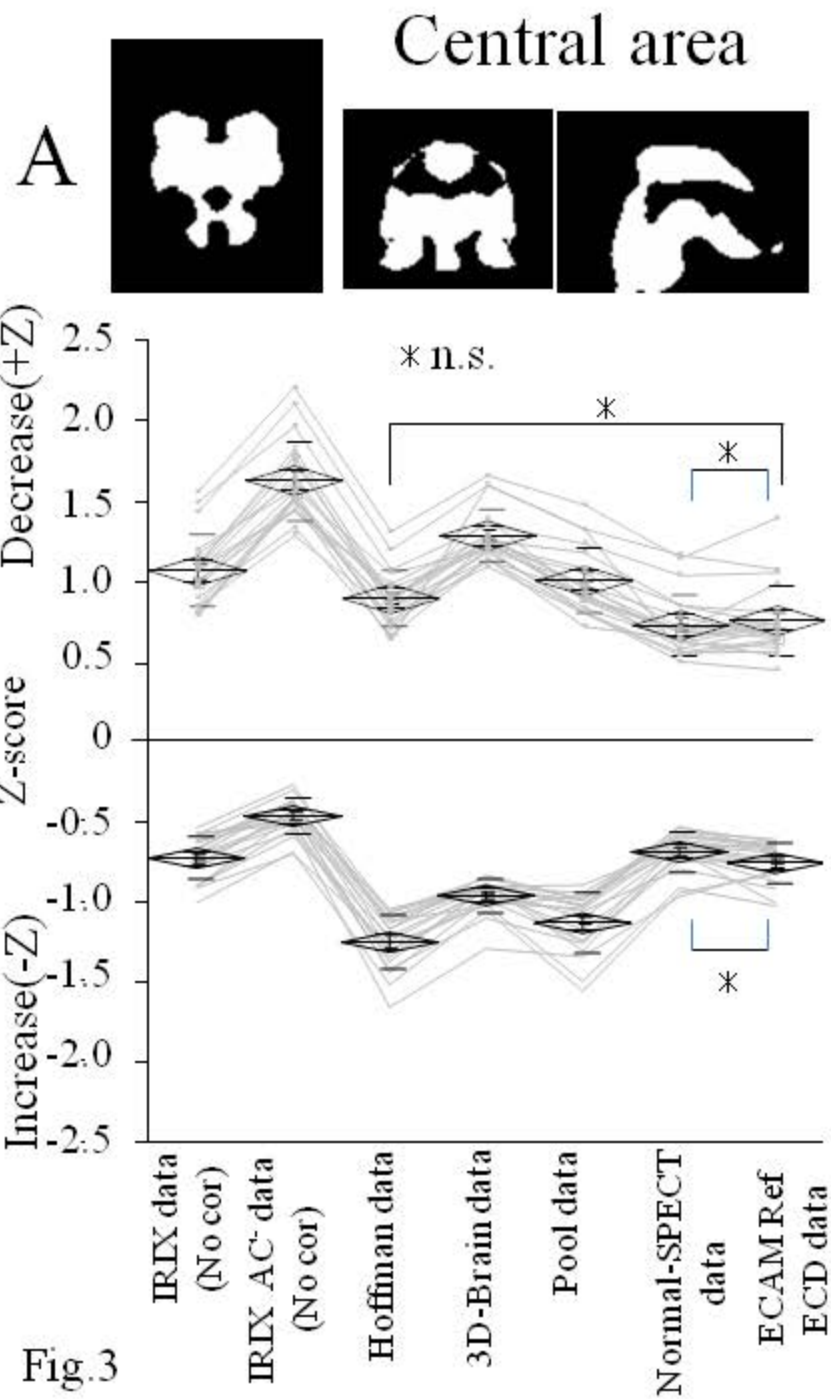 Central area
A
Decrease(+Z)
Z-score
Increase(-Z)
2.5
2.0
1.5
1.0
0.5
0
-0.5
-1.0
-1.5
-2.0
-2.5
* n.s.
*
*
*
IRIX data
(No cor)
IRIX AC- data
(No cor)
Hoffman data
3D-Brain data
Pool data
Normal-SPECT
data
ECAM Ref
ECD data
Fig.3